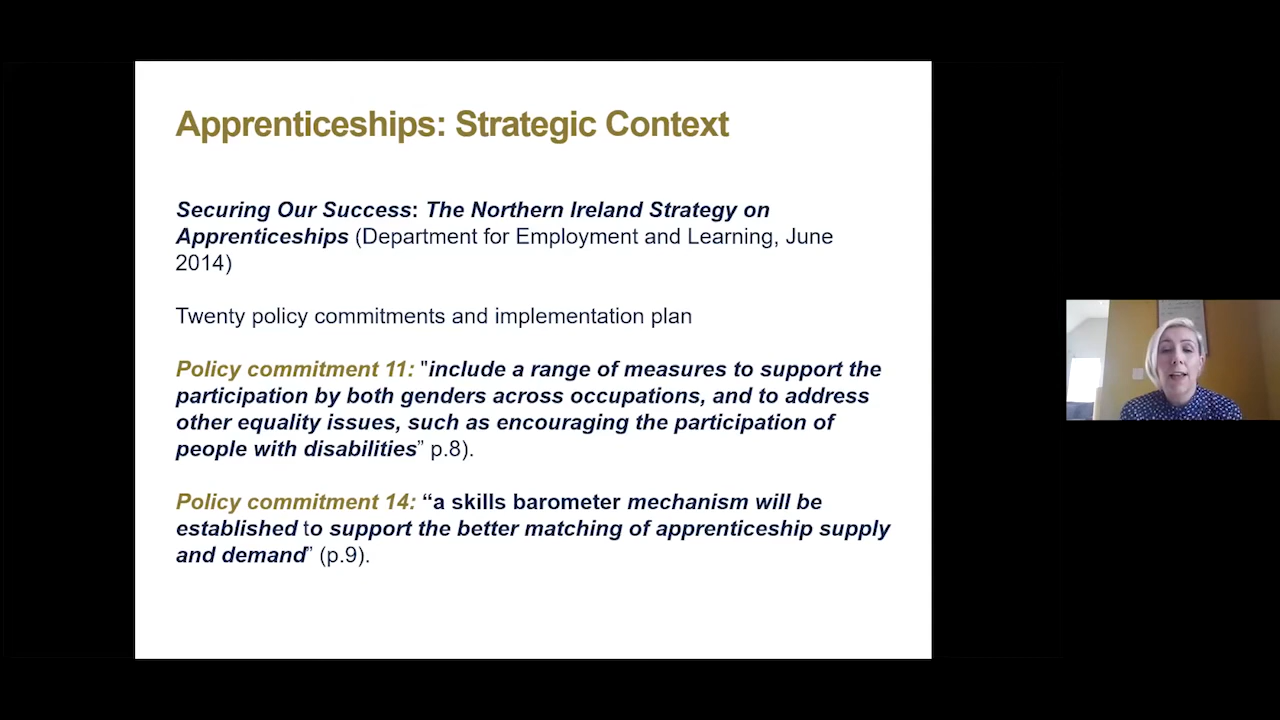 Apprenticeships: Strategic Context
Securing Our Success: The Northern Ireland Strategy on
Apprenticeships (Department for Employment and Learning, June
2014)
Twenty policy commitments and implementation plan
Policy commitment 11: "include a range of measures to support the
participation by both genders across occupations, and to address
other equality issues, such as encouraging the participation of
people with disabilities” p.8).
Policy commitment 14: “a skills barometer mechanism will be
established to support the better matching of apprenticeship supply
and demand” (p.9).